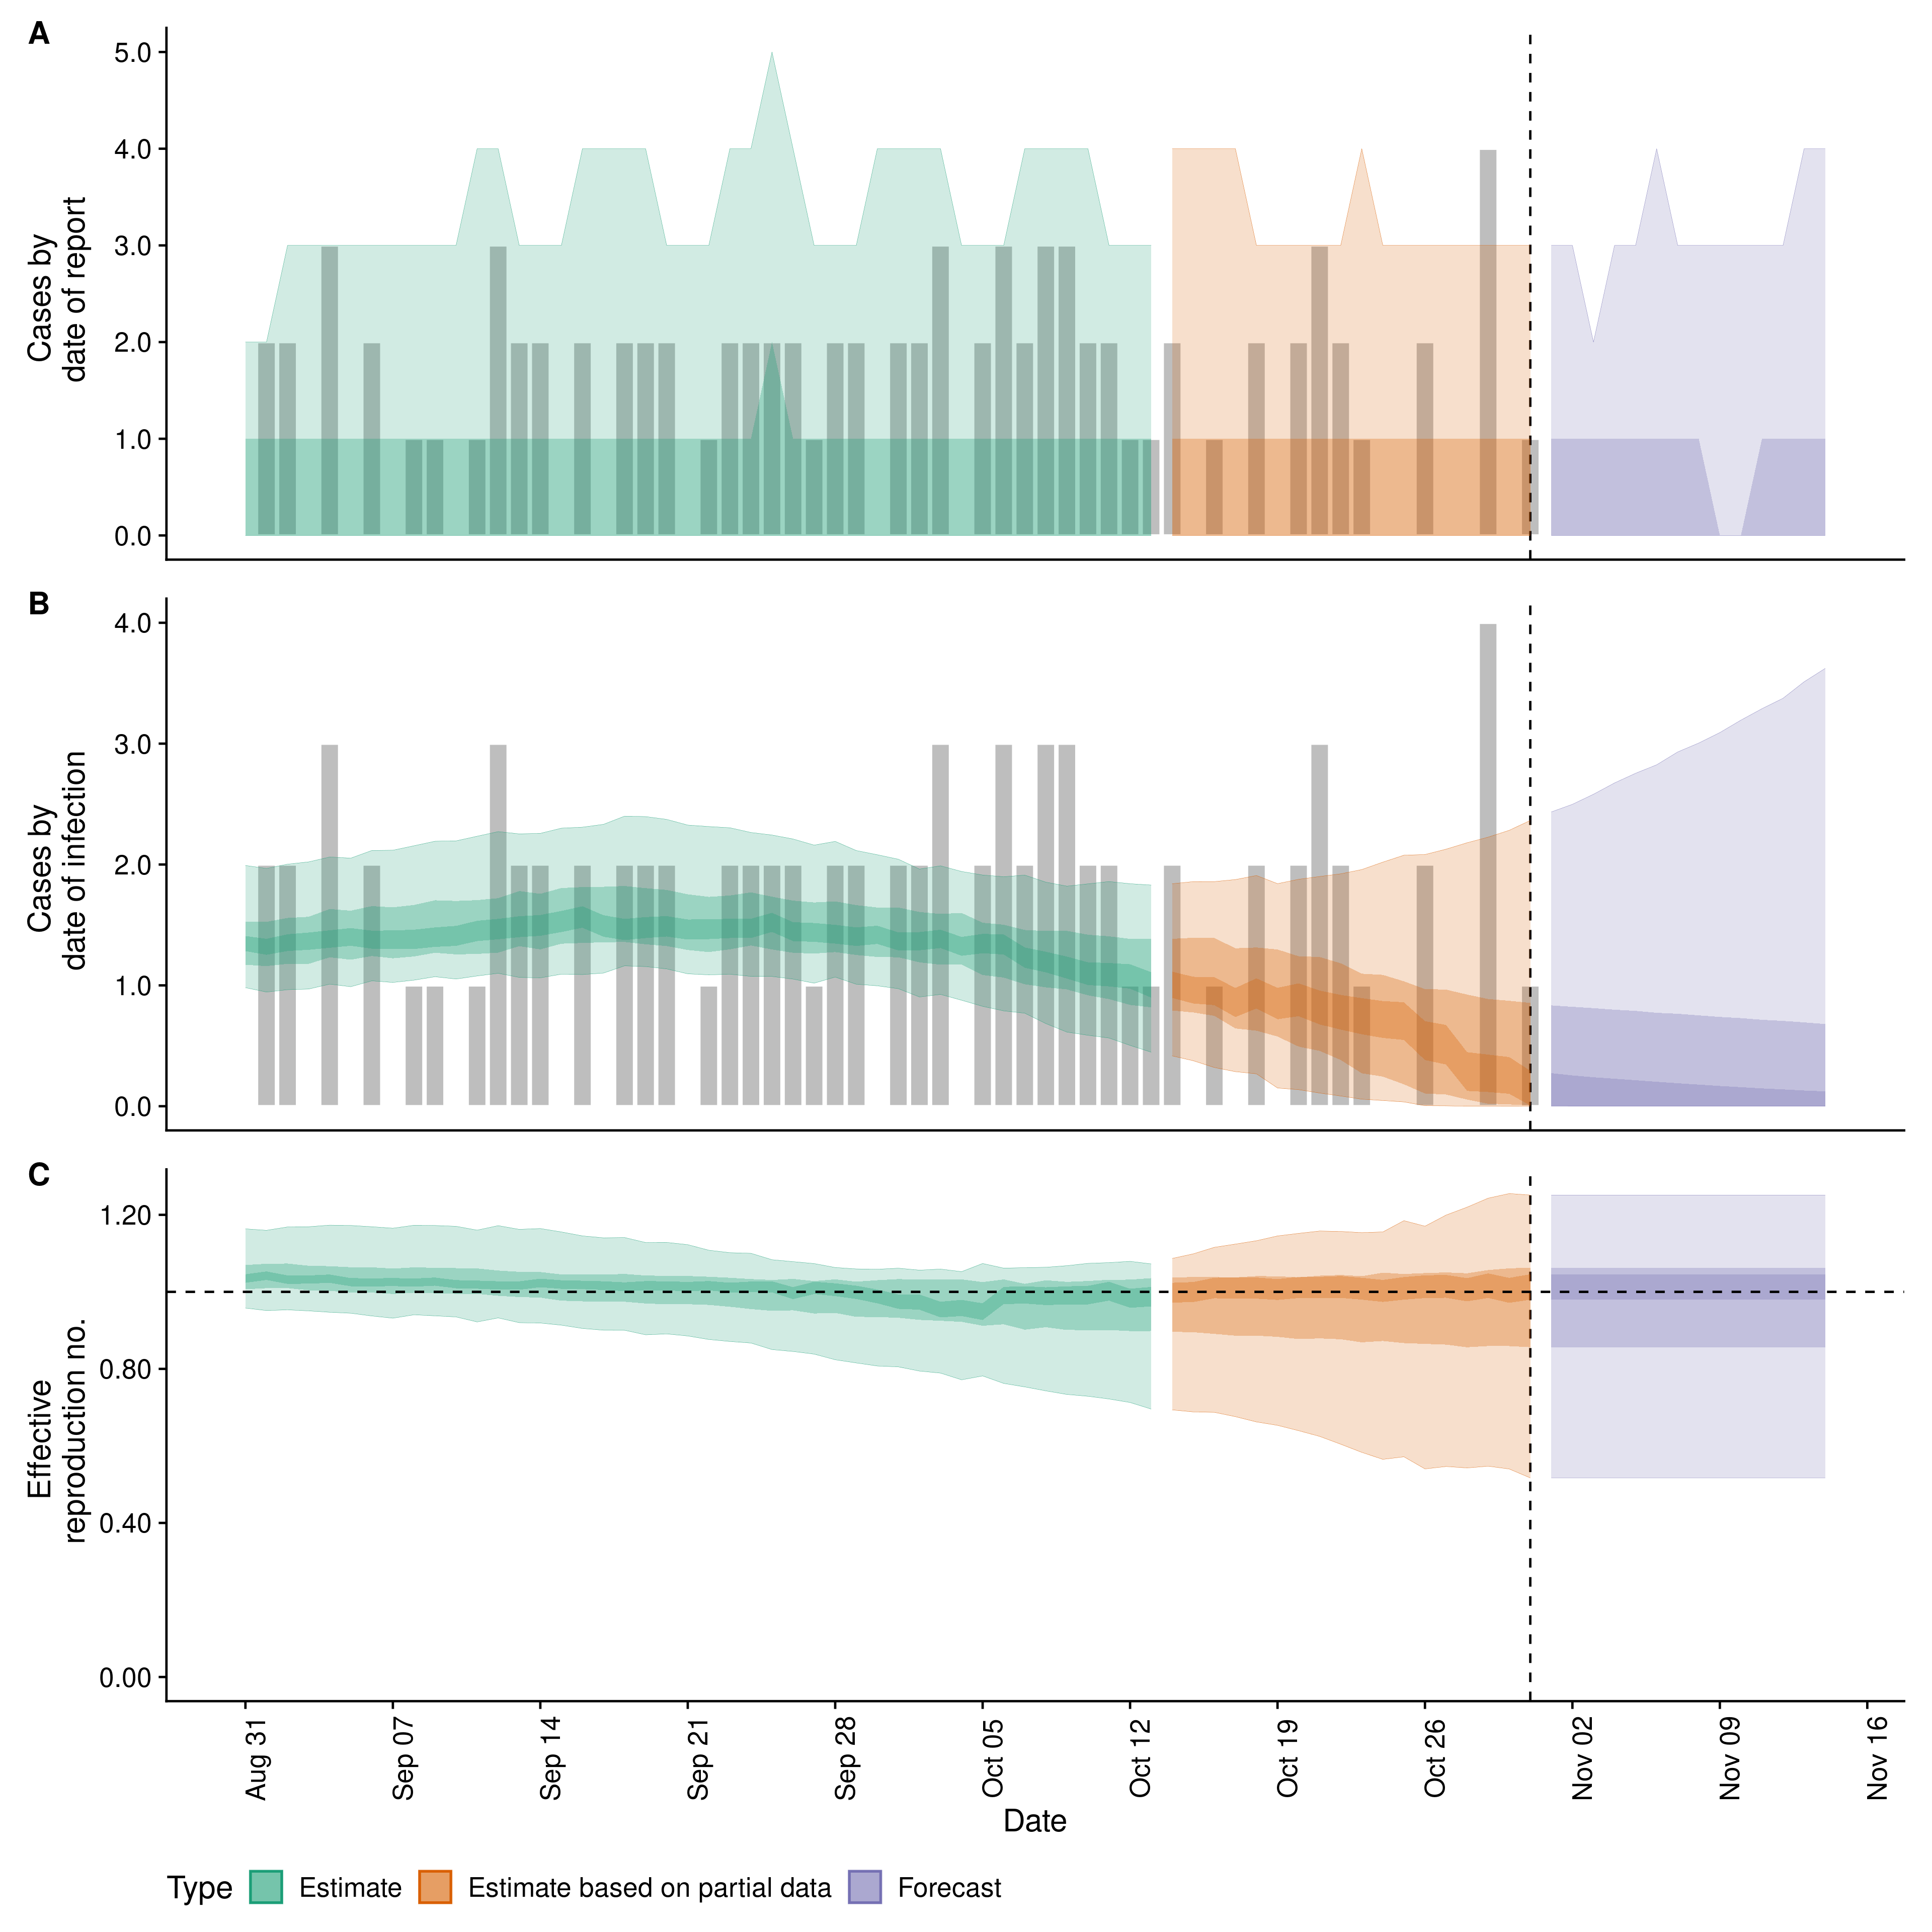 A
5.0
4.0
3.0
2.0
1.0
0.0
Cases by
date of report
B
4.0
3.0
2.0
1.0
0.0
Cases by
date of infection
C
1.20
0.80
0.40
0.00
Effective
reproduction no.
Aug 31
Sep 07
Sep 14
Sep 21
Sep 28
Oct 05
Oct 12
Oct 19
Oct 26
Nov 02
Nov 09
Nov 16
Date
Type Estimate Estimate based on partial data Forecast